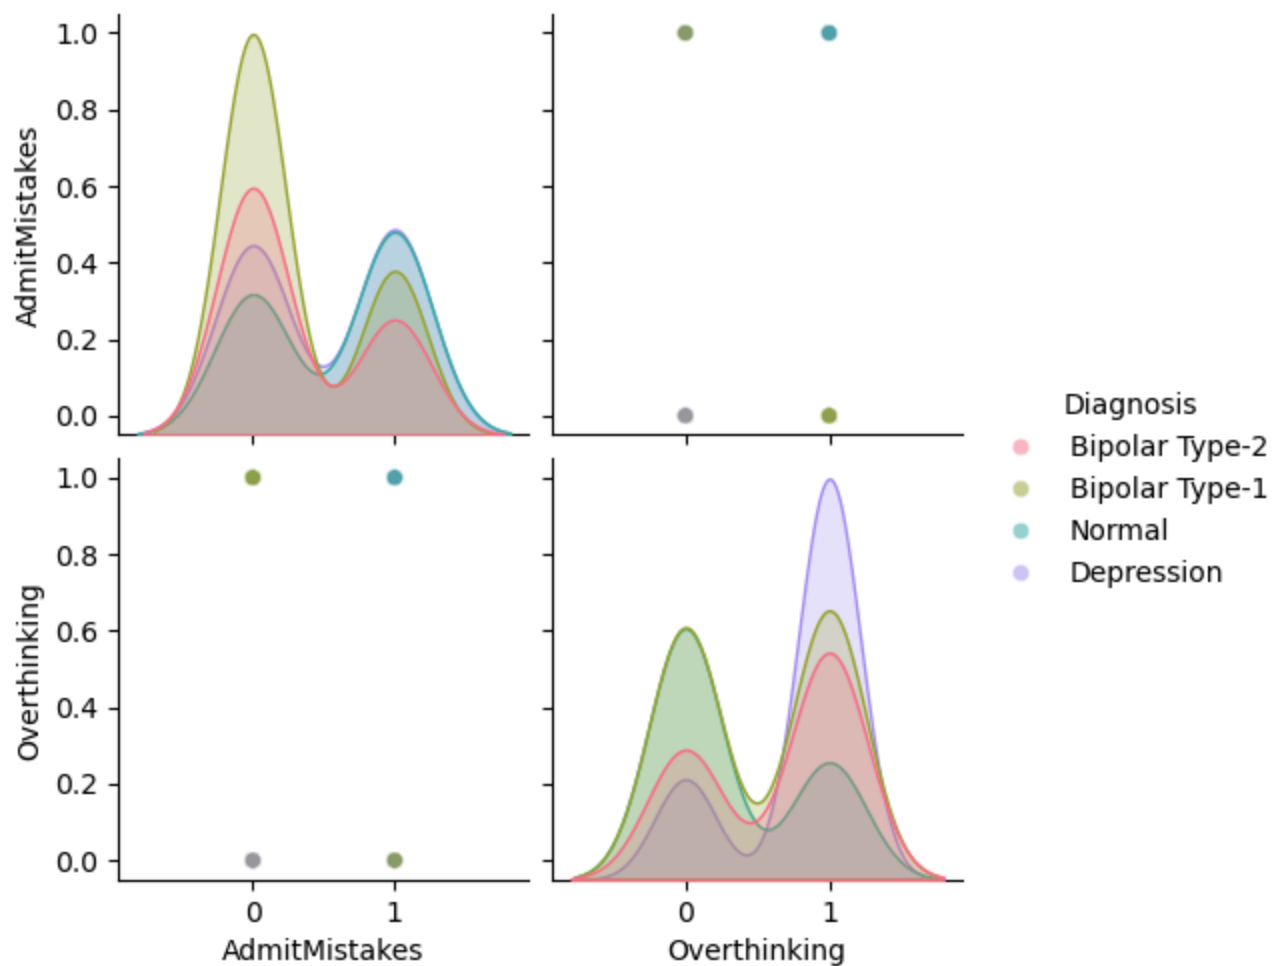 AdmitMistakes
1.0
0.8
0.6
0.4
0.2
0.0
Overthinking
1.0
0.8
0.6
0.4
0.2
0.0
0
1
AdmitMistakes
0
1
Overthinking
Diagnosis
Bipolar Type-2
Bipolar Type-1
Normal
Depression